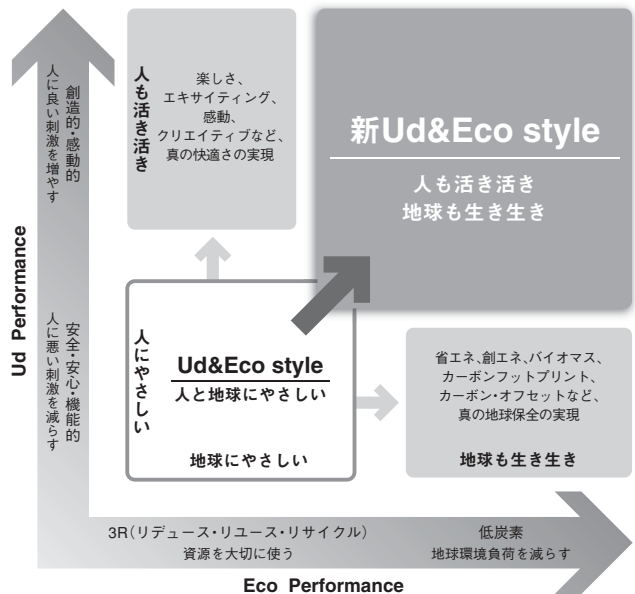 Ud Performance
創造的・感動的
人に良い刺激を増やす
安全・安心・機能的
人に悪い刺激を減らす
人も活き活き
楽しさ、
エキサイティング、
感動、
クリエイティブなど、
真の快適さの実現
新Ud&Eco style
人も活き活き
地球も生き生き
人にやさしい
Ud&Eco style
人と地球にやさしい
地球にやさしい
省エネ、創エネ、バイオマス、
カーボンフットプリント、
カーボン・オフセットなど、
真の地球保全の実現
地球も生き生き
3R(リデュース・リユース・リサイクル)
資源を大切に使う
低炭素
地球環境負荷を減らす
Eco Performance